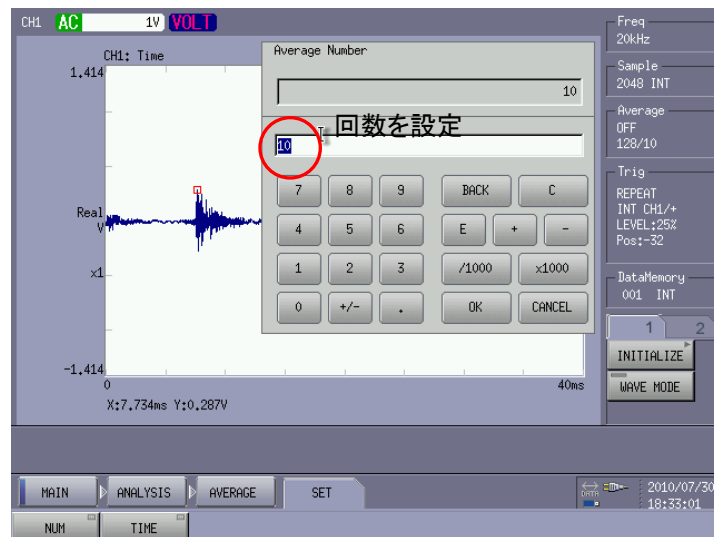 CH1 AC 1V VOLT
CH1: Time
1.414
Real
V
x1
-1.414
0
40ms
X:7.734ms Y:0.287V
Average Number
10
回数を設定
10
7 8 9 BACK C
4 5 6 E + -
1 2 3 /1000 x1000
0 +/- . OK CANCEL
Freq
20kHz
Sample
2048 INT
Average
OFF
128/10
Trig
REPEAT
INT CH1/+
LEVEL:25%
Pos:-32
DataMemory
001 INT
1 2
INITIALIZE
WAVE MODE
MAIN ANALYSIS AVERAGE SET
DATA
2010/07/30
18:33:01
NUM TIME